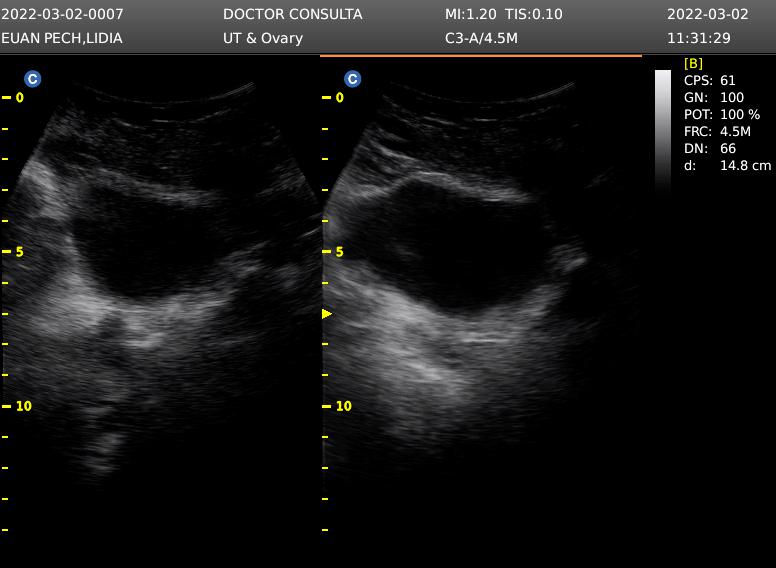 2022-03-02-0007 DOCTOR CONSULTA MI:1.20 TIS:0.10 2022-03-02
EUAN PECH,LIDIA UT & Ovary C3-A/4.5M 11:31:29
[B]
CPS: 61
GN: 100
POT: 100 %
FRC: 4.5M
DN: 66
d: 14.8 cm
C
0
5
10
C
0
5
10